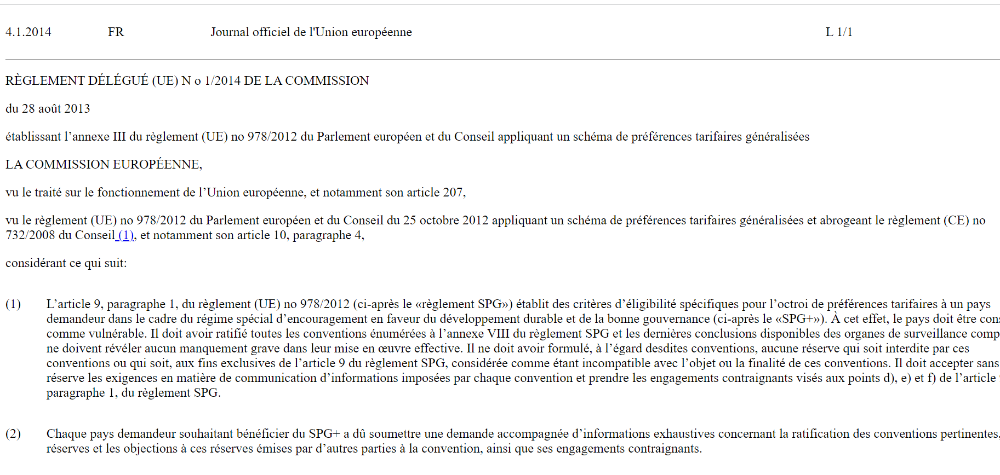 4.1.2014 FR Journal officiel de l'Union européenne L 1/1
RÈGLEMENT DÉLÉGUÉ (UE) N o 1/2014 DE LA COMMISSION
du 28 août 2013
établissant l’annexe III du règlement (UE) no 978/2012 du Parlement européen et du Conseil appliquant un schéma de préférences tarifaires généralisées
LA COMMISSION EUROPÉENNE,
vu le traité sur le fonctionnement de l’Union européenne, et notamment son article 207,
vu le règlement (UE) no 978/2012 du Parlement européen et du Conseil du 25 octobre 2012 appliquant un schéma de préférences tarifaires généralisées et abrogeant le règlement (CE) no
732/2008 du Conseil (1), et notamment son article 10, paragraphe 4,
considérant ce qui suit:
(1) L’article 9, paragraphe 1, du règlement (UE) no 978/2012 (ci-après le «règlement SPG») établit des critères d’éligibilité spécifiques pour l’octroi de préférences tarifaires à un pays
demandeur dans le cadre du régime spécial d’encouragement en faveur du développement durable et de la bonne gouvernance (ci-après le «SPG+»). À cet effet, le pays doit être
comme vulnérable. Il doit avoir ratifié toutes les conventions énumérées à l’annexe VIII du règlement SPG et les dernières conclusions disponibles des organes de surveillance
ne doivent révéler aucun manquement grave dans leur mise en œuvre effective. Il ne doit avoir formulé, à l’égard desdites conventions, aucune réserve qui soit interdite par ces
conventions ou qui soit, aux fins exclusives de l’article 9 du règlement SPG, considérée comme étant incompatible avec l’objet ou la finalité de ces conventions. Il doit accepter sans
réserve les exigences en matière de communication d’informations imposées par chaque convention et prendre les engagements contraignants visés aux points d), e) et f) de l’article
paragraphe 1, du règlement SPG.
(2) Chaque pays demandeur souhaitant bénéficier du SPG+ a dû soumettre une demande accompagnée d’informations exhaustives concernant la ratification des conventions pertinentes,
réserves et les objections à ces réserves émises par d’autres parties à la convention, ainsi que ses engagements contraignants.